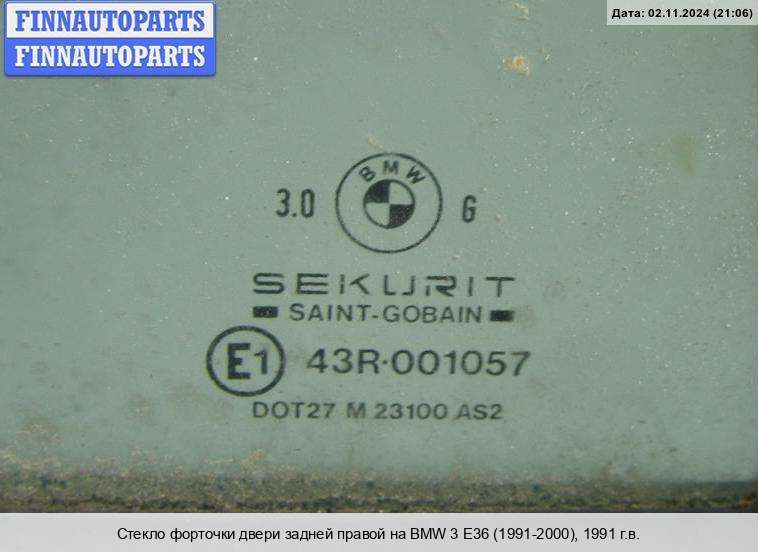 FINNAUTOPARTS
FINNAUTOPARTS
Дата: 02.11.2024 (21:06)
BMW
3.0 G
SEKURIT
SAINT-GOBAIN
E1 43R-001057
DOT27 M 23100 AS2
Стекло форточки двери задней правой на BMW 3 E36 (1991-2000), 1991 г.в.